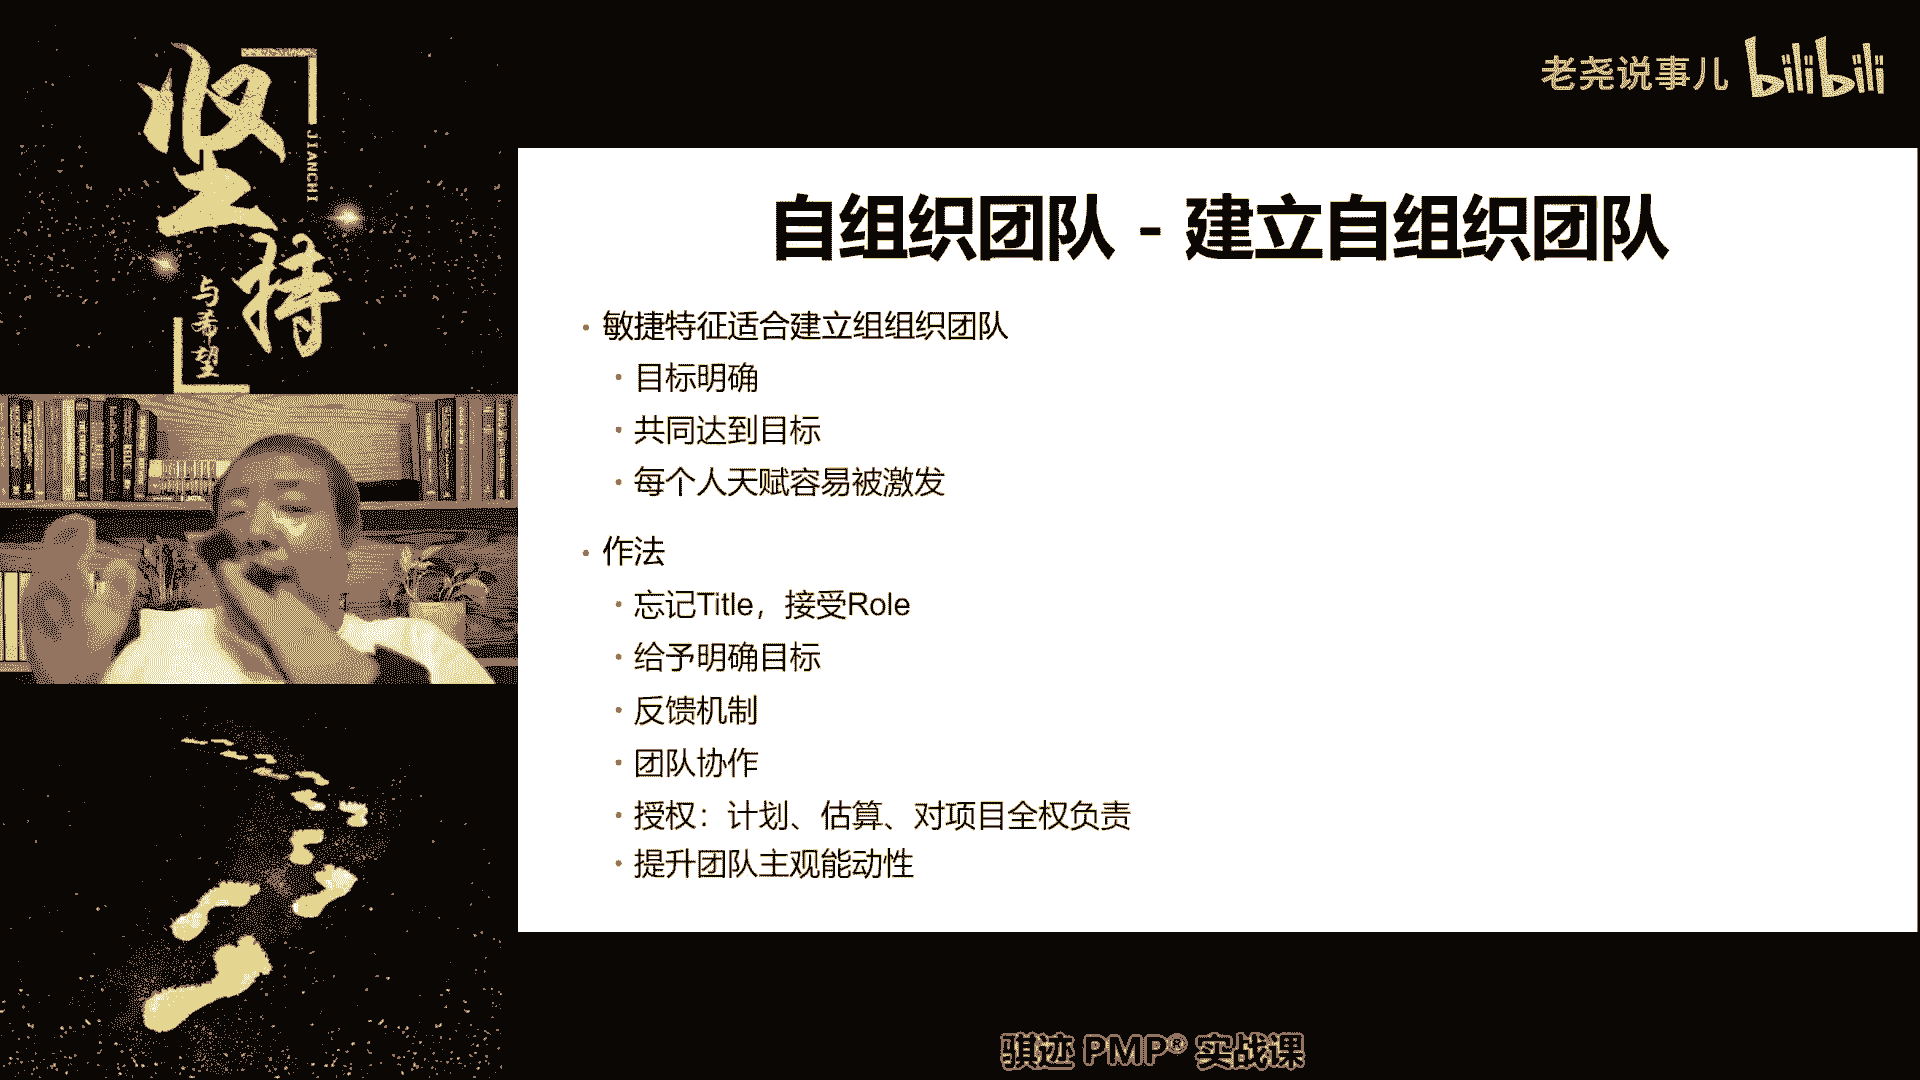 坚持
JIANCHI
与希望
老尧说事儿 bilibili
自组织团队 - 建立自组织团队
• 敏捷特征适合建立组组织团队
• 目标明确
• 共同达到目标
• 每个人天赋容易被激发
• 作法
• 忘记Title，接受Role
• 给予明确目标
• 反馈机制
• 团队协作
• 授权：计划、估算、对项目全权负责
• 提升团队主观能动性
骐迹 PMP® 实战课